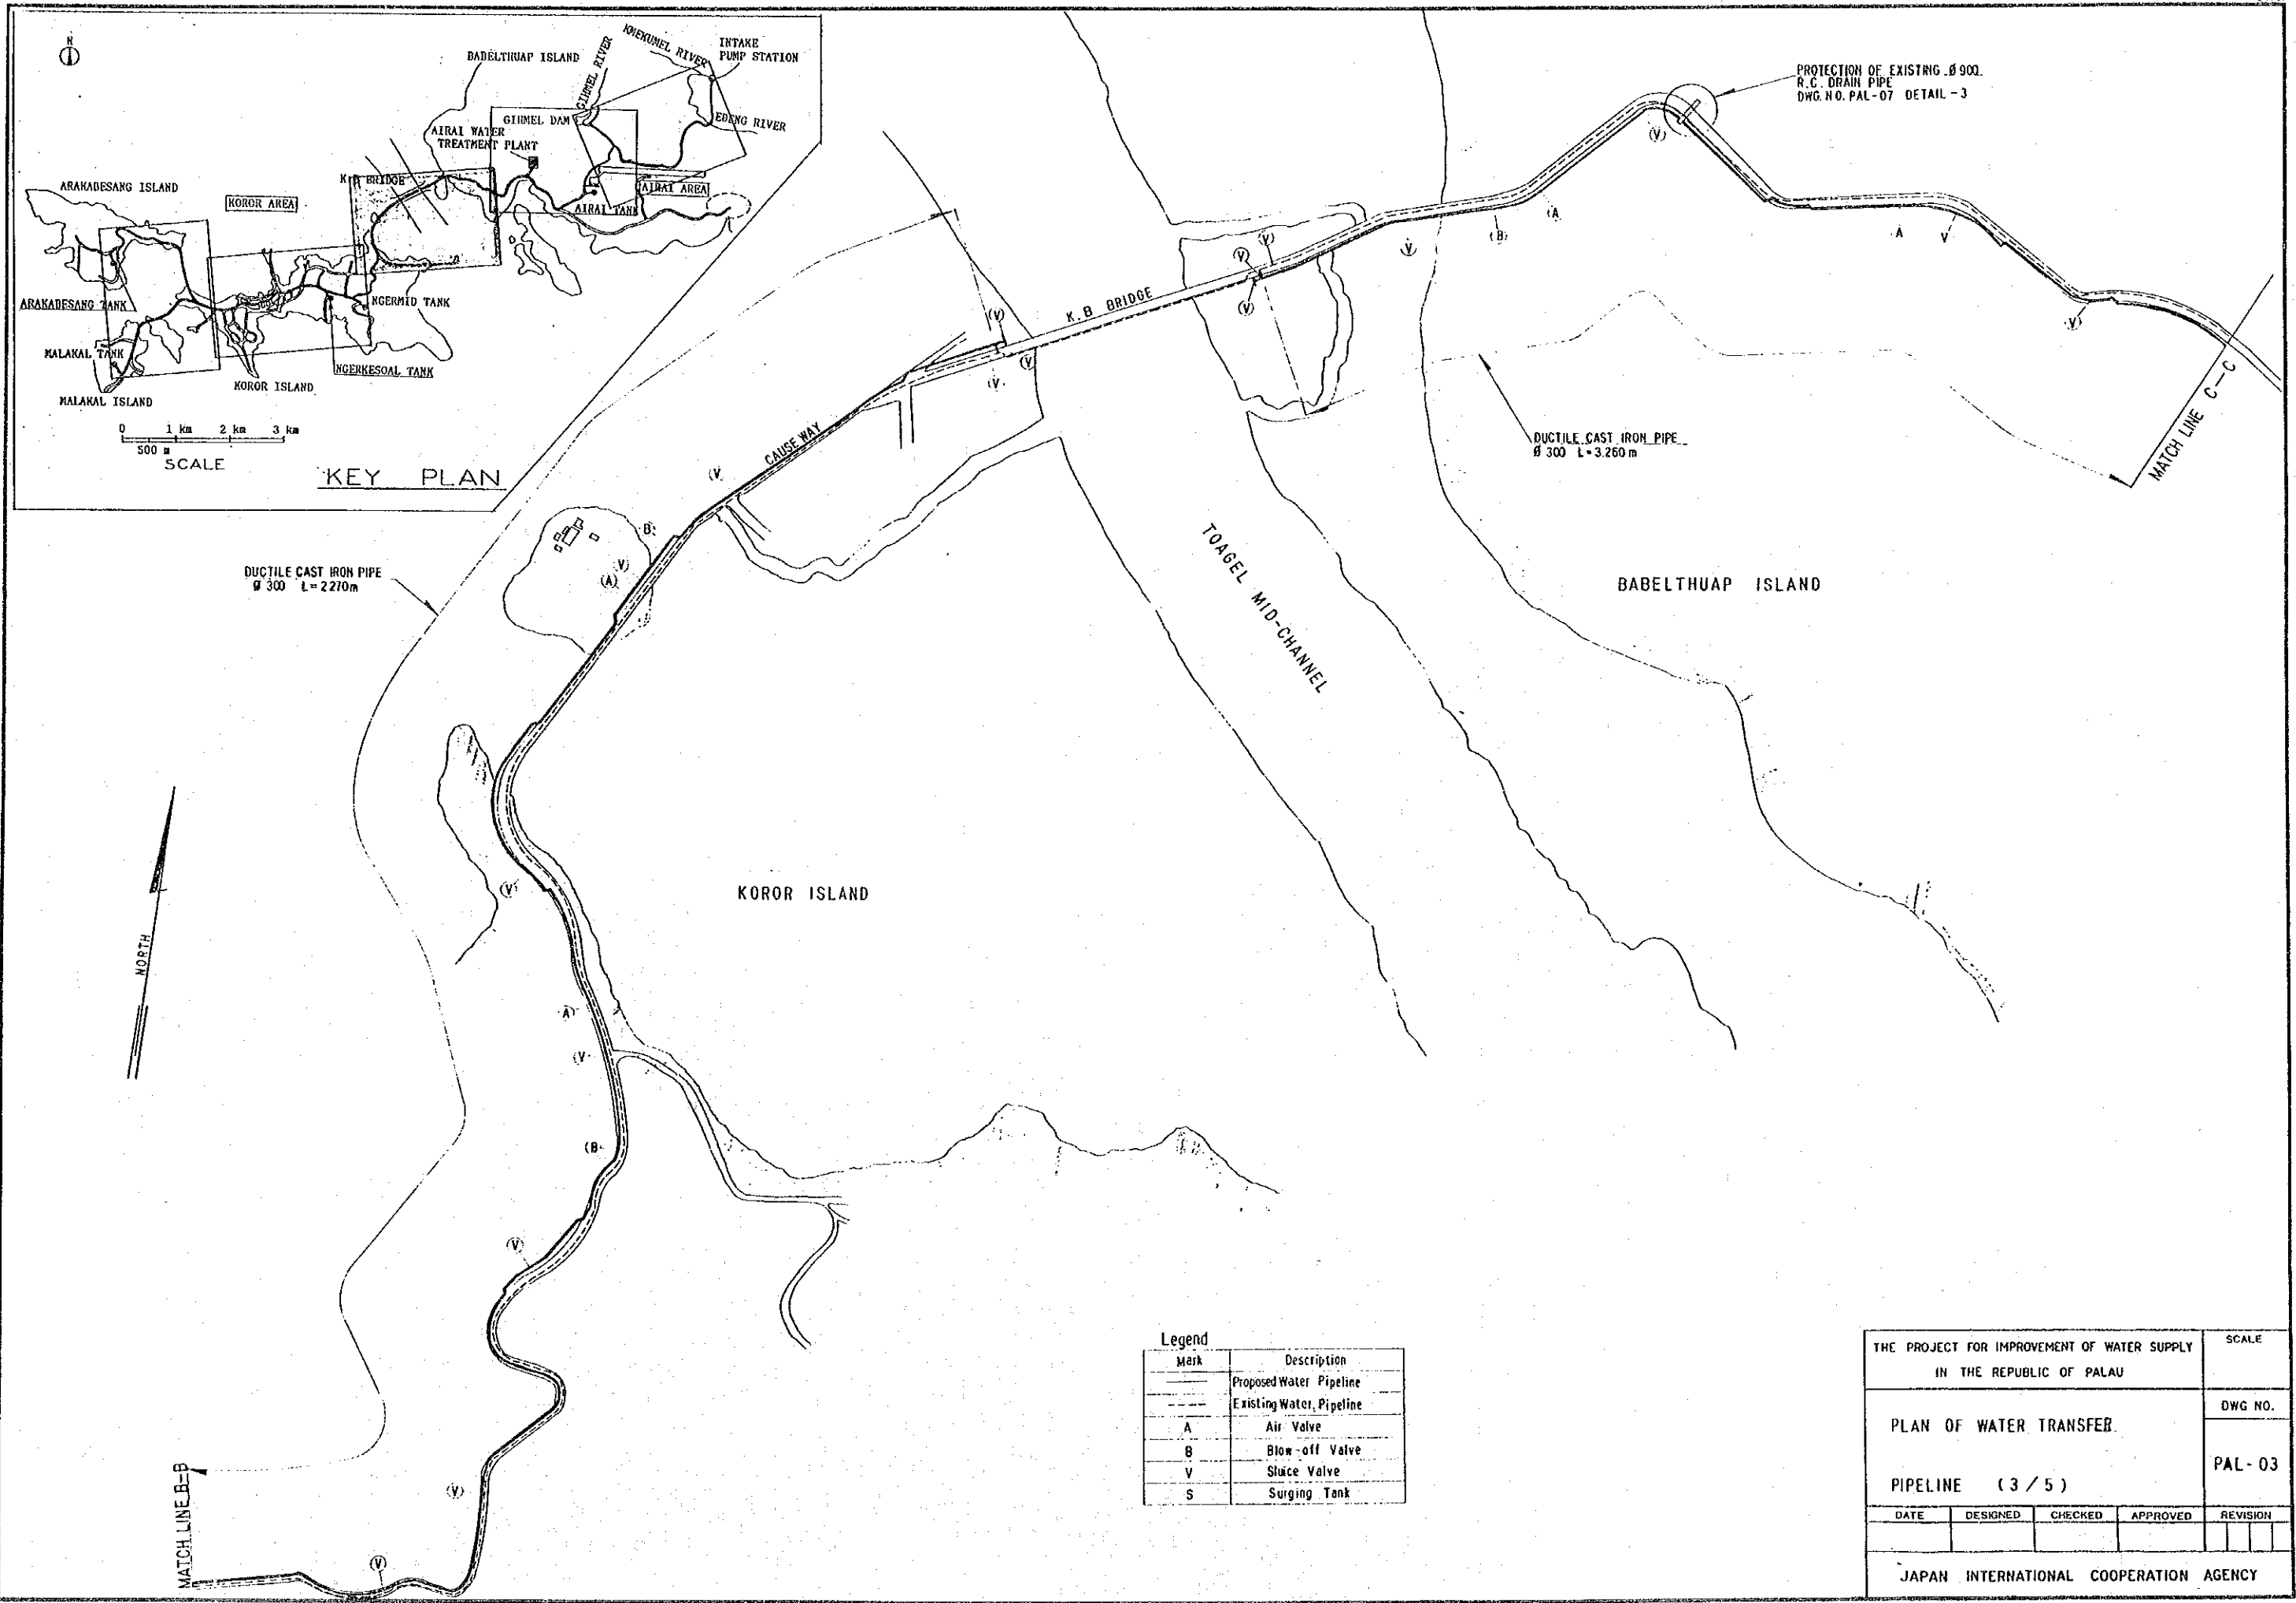 N
BADELTHUAP ISLAND
GIHMEL RIVER
KMEKUMEL RIVER
INTAKE
PUMP STATION
GIHMEL DAM
EDENG RIVER
AIRAI WATER
TREATMENT PLANT
K B BRIDGE
AIRAI AREA
AIRAI TANK
ARAKABESANG ISLAND
KOROR AREA
ARAKABESANG TANK
NGERMID TANK
MALAKAL TANK
NGERKESOAL TANK
KOROR ISLAND
MALAKAL ISLAND
0 1 km 2 km 3 km
500 m
SCALE
KEY PLAN
PROTECTION OF EXISTING Ø 900
R.C. DRAIN PIPE
DWG. NO. PAL-07 DETAIL-3
(V)
(A
(B)
V
A
V
(V)
(V)
(V)
(V)
K.B BRIDGE
(V)
(V)
(V.
MATCH LINE C-C
DUCTILE CAST IRON PIPE
Ø 300 L=3.260 m
CAUSE WAY
(V.
B.
V)
(A)
DUCTILE CAST IRON PIPE
Ø 300 L=2270m
TOAGEL MID-CHANNEL
BABELTHUAP ISLAND
KOROR ISLAND
NORTH
(V)
A)
(V
(B
(V)
(V)
(V)
MATCH LINE B-B
Legend
Mark Description
Proposed Water Pipeline
Existing Water Pipeline
A Air Valve
B Blow-off Valve
V Sluice Valve
S Surging Tank
THE PROJECT FOR IMPROVEMENT OF WATER SUPPLY
IN THE REPUBLIC OF PALAU
SCALE
PLAN OF WATER TRANSFER
PIPELINE (3/5)
DWG NO.
PAL-03
DATE DESIGNED CHECKED APPROVED REVISION
JAPAN INTERNATIONAL COOPERATION AGENCY